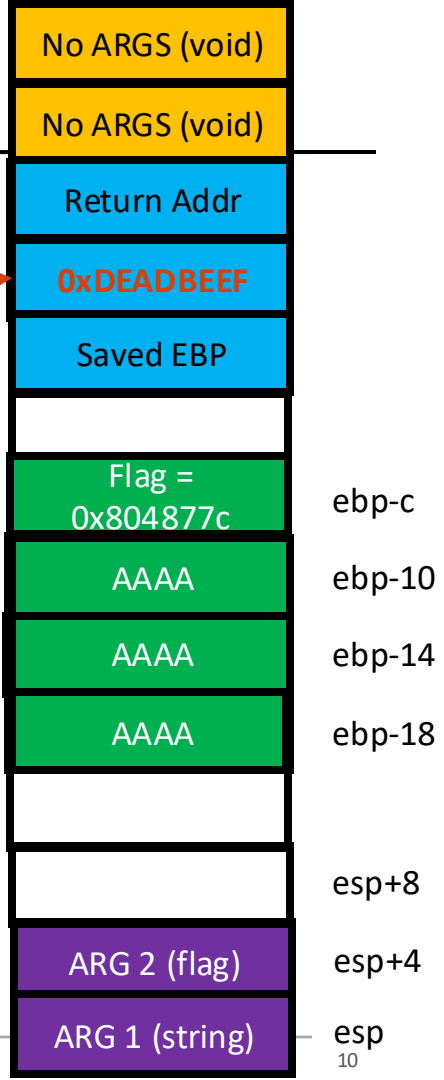 No ARGS (void)
No ARGS (void)
Return Addr
0xDEADBEEF
Saved EBP
Flag =
0x804877c
ebp-c
AAAA
ebp-10
AAAA
ebp-14
AAAA
ebp-18
esp+8
ARG 2 (flag)
esp+4
ARG 1 (string)
esp
10